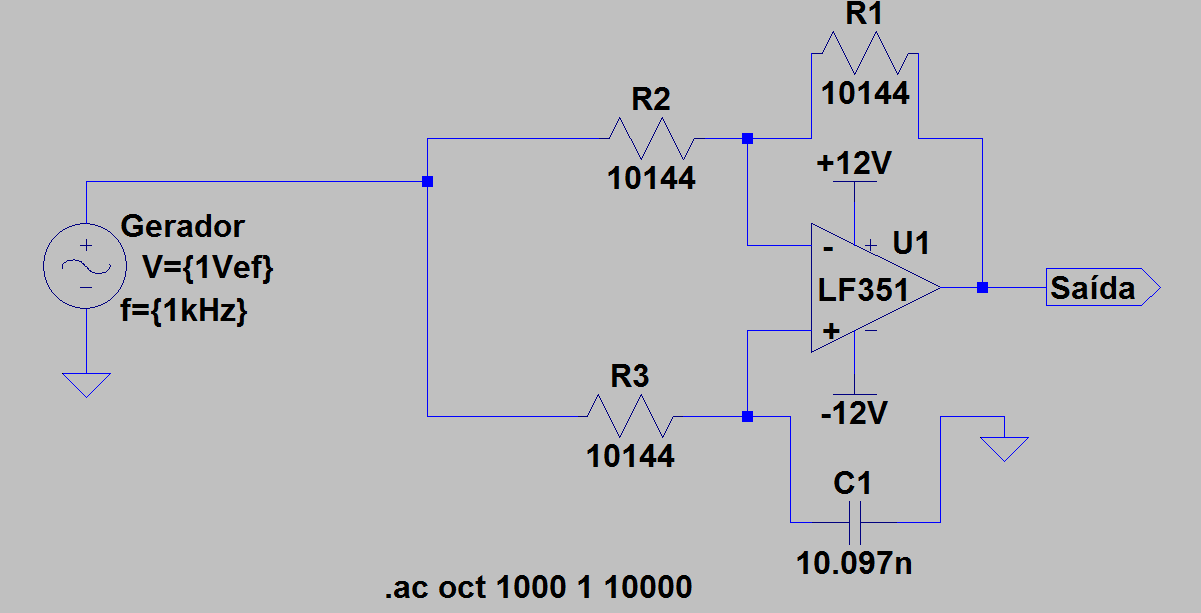 R1
10144
R2
10144
+12V
Gerador
V={1Vef}
f={1kHz}
- + U1
LF351
+ −
Saída
-12V
R3
10144
C1
10.097n
.ac oct 1000 1 10000